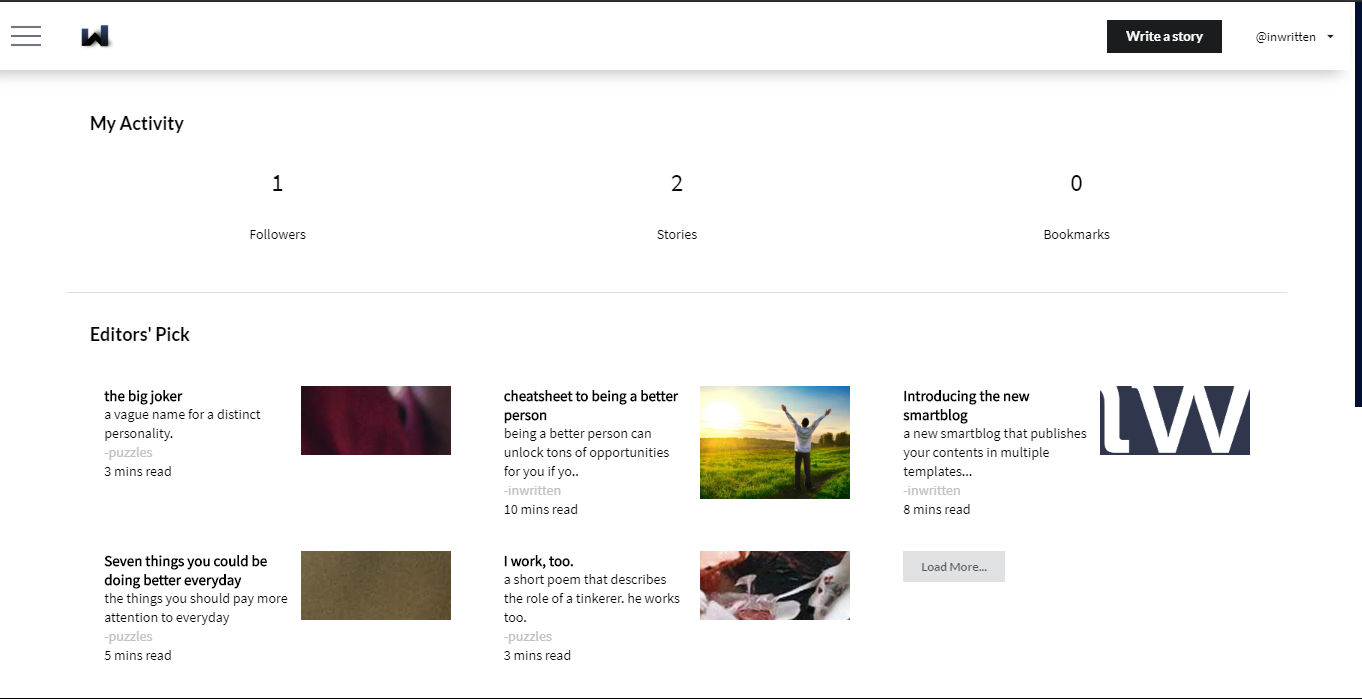 Write a story
@inwritten
My Activity
1
2
0
Followers
Stories
Bookmarks
Editors' Pick
the big joker
a vague name for a distinct
personality.
-puzzles
3 mins read
cheatsheet to being a better
person
being a better person can
unlock tons of opportunities
for you if yo..
-inwritten
10 mins read
Introducing the new
smartblog
a new smartblog that publishes
your contents in multiple
templates...
-inwritten
8 mins read
Seven things you could be
doing better everyday
the things you should pay more
attention to everyday
-puzzles
5 mins read
I work, too.
a short poem that describes
the role of a tinkerer. he works
too.
-puzzles
3 mins read
Load More...